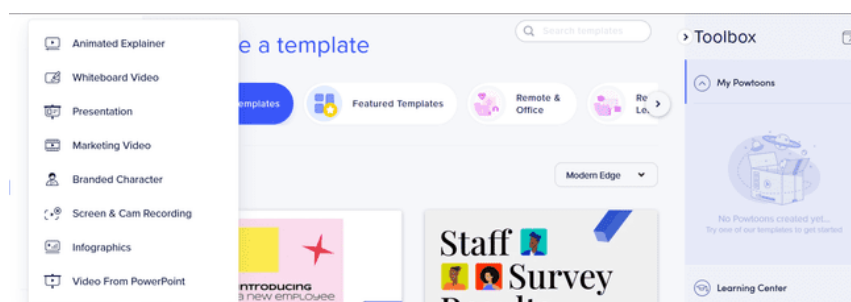 Animated Explainer
Whiteboard Video
Presentation
Marketing Video
Branded Character
Screen & Cam Recording
Infographics
Video From PowerPoint
e a template
Search templates
emplates
Featured Templates
Remote &
Office
Re
Le
Modern Edge
NTRODUCING
a new employee
Staff
Survey
Toolbox
My Powtoons
No Powtoons created yet...
Try one of our templates to get started
Learning Center